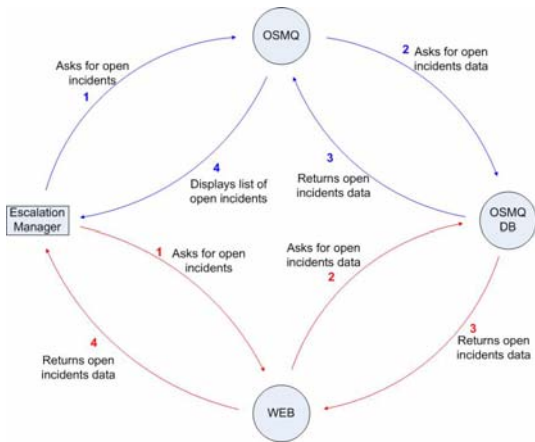 OSMQ
Asks for open
incidents
1
2
Asks for open
incidents data
4
Displays list of
open incidents
3
Returns open
incidents data
Escalation
Manager
OSMQ
DB
1
Asks for open
incidents
Asks for open
incidents data
2
4
Returns open
incidents data
3
Returns open
incidents data
WEB